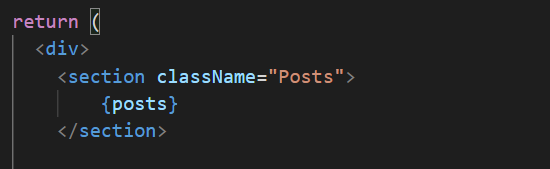 return (
<div>
<section className="Posts">
{posts}
</section>